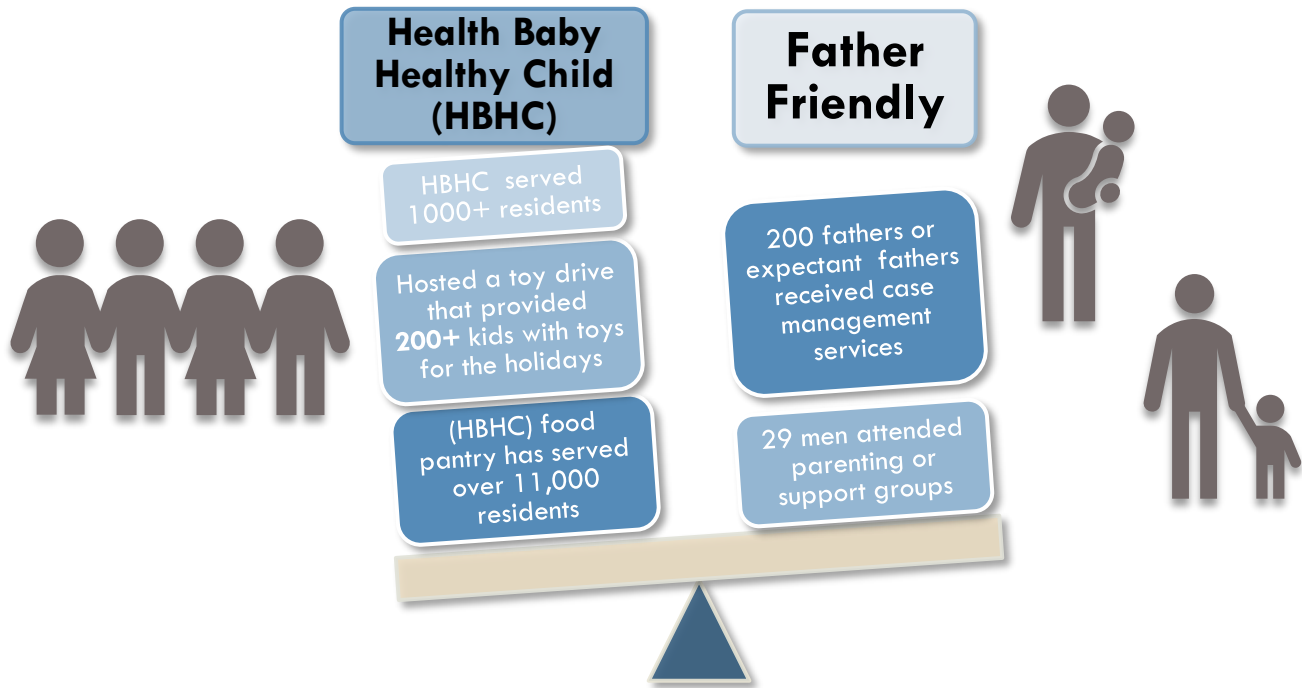 Health Baby
Healthy Child
(HBHC)
HBHC served
1000+ residents
Hosted a toy drive
that provided
200+ kids with toys
for the holidays
(HBHC) food
pantry has served
over 11,000
residents
Father
Friendly
200 fathers or
expectant fathers
received case
management
services
29 men attended
parenting or
support groups